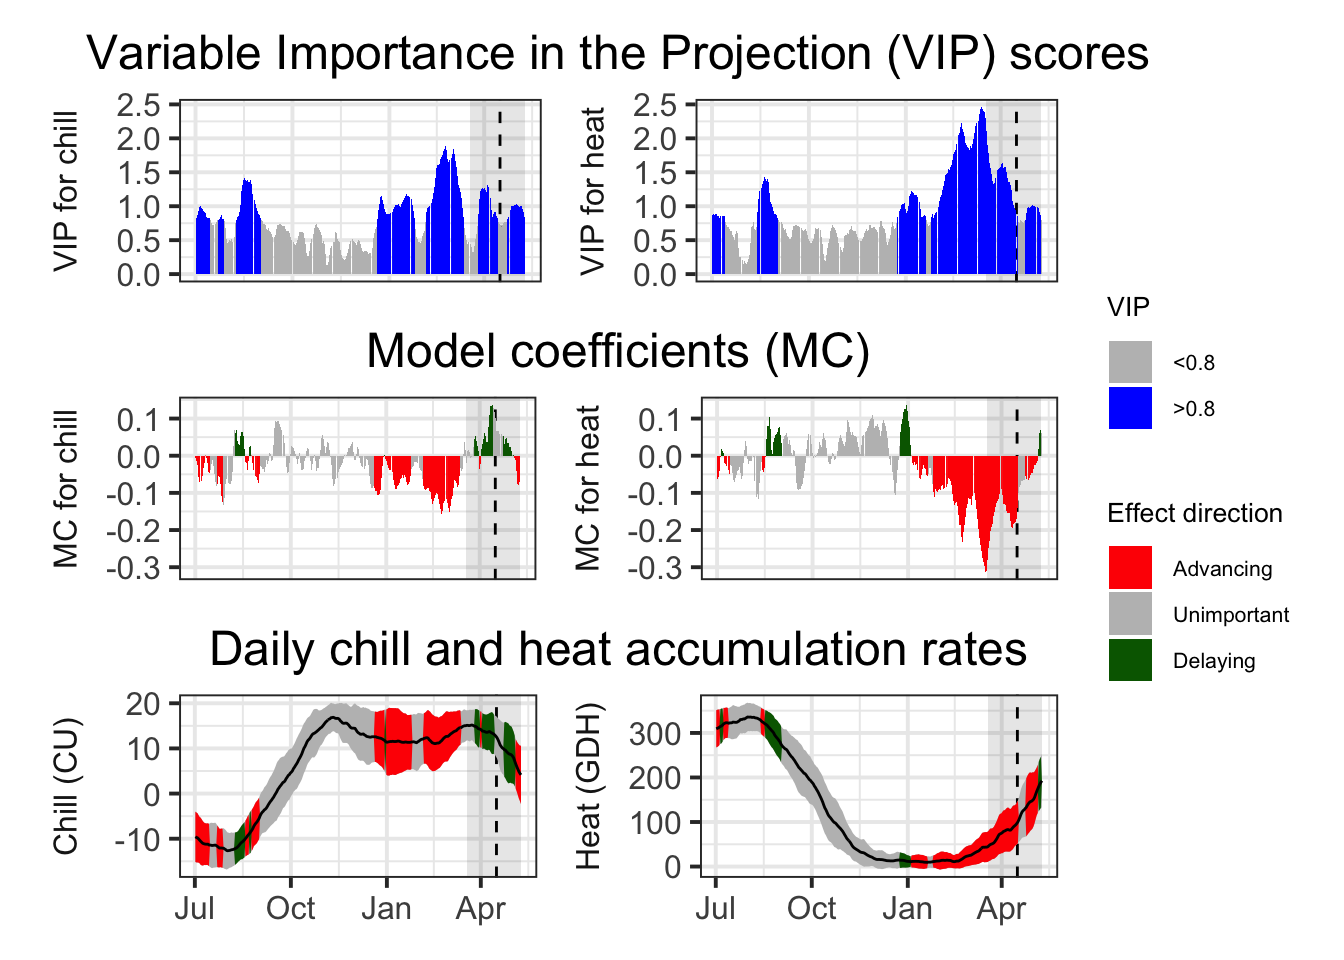 Variable Importance in the Projection (VIP) scores
VIP for chill
2.5
2.0
1.5
1.0
0.5
0.0
VIP for heat
2.5
2.0
1.5
1.0
0.5
0.0
Model coefficients (MC)
MC for chill
0.1
0.0
-0.1
-0.2
-0.3
MC for heat
0.1
0.0
-0.1
-0.2
-0.3
Daily chill and heat accumulation rates
Chill (CU)
20
10
0
-10
Jul Oct Jan Apr
Heat (GDH)
300
200
100
0
Jul Oct Jan Apr
VIP
<0.8
>0.8
Effect direction
Advancing
Unimportant
Delaying